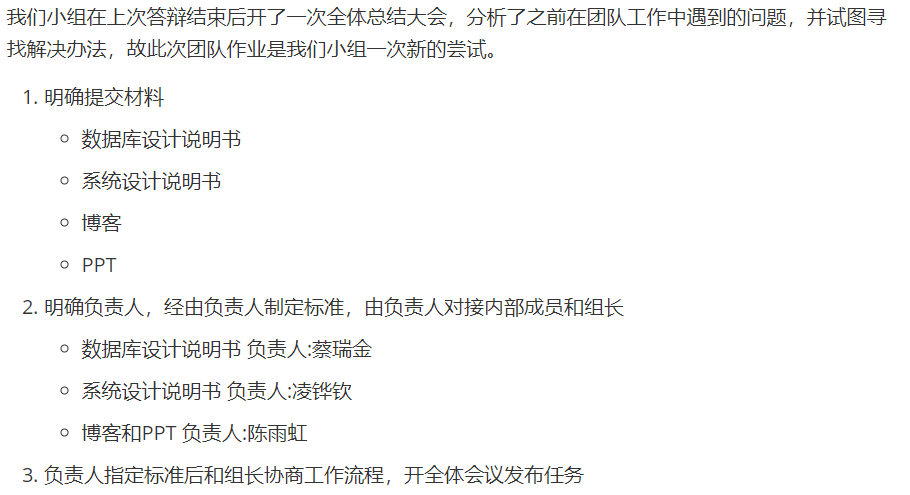 我们小组在上次答辩结束后开了一次全体总结大会，分析了之前在团队工作中遇到的问题，并试图寻
找解决办法，故此次团队作业是我们小组一次新的尝试。
1. 明确提交材料
○ 数据库设计说明书
○ 系统设计说明书
○ 博客
○ PPT
2. 明确负责人，经由负责人制定标准，由负责人对接内部成员和组长
○ 数据库设计说明书 负责人:蔡瑞金
○ 系统设计说明书 负责人:凌铧钦
○ 博客和PPT 负责人:陈雨虹
3. 负责人指定标准后和组长协商工作流程，开全体会议发布任务